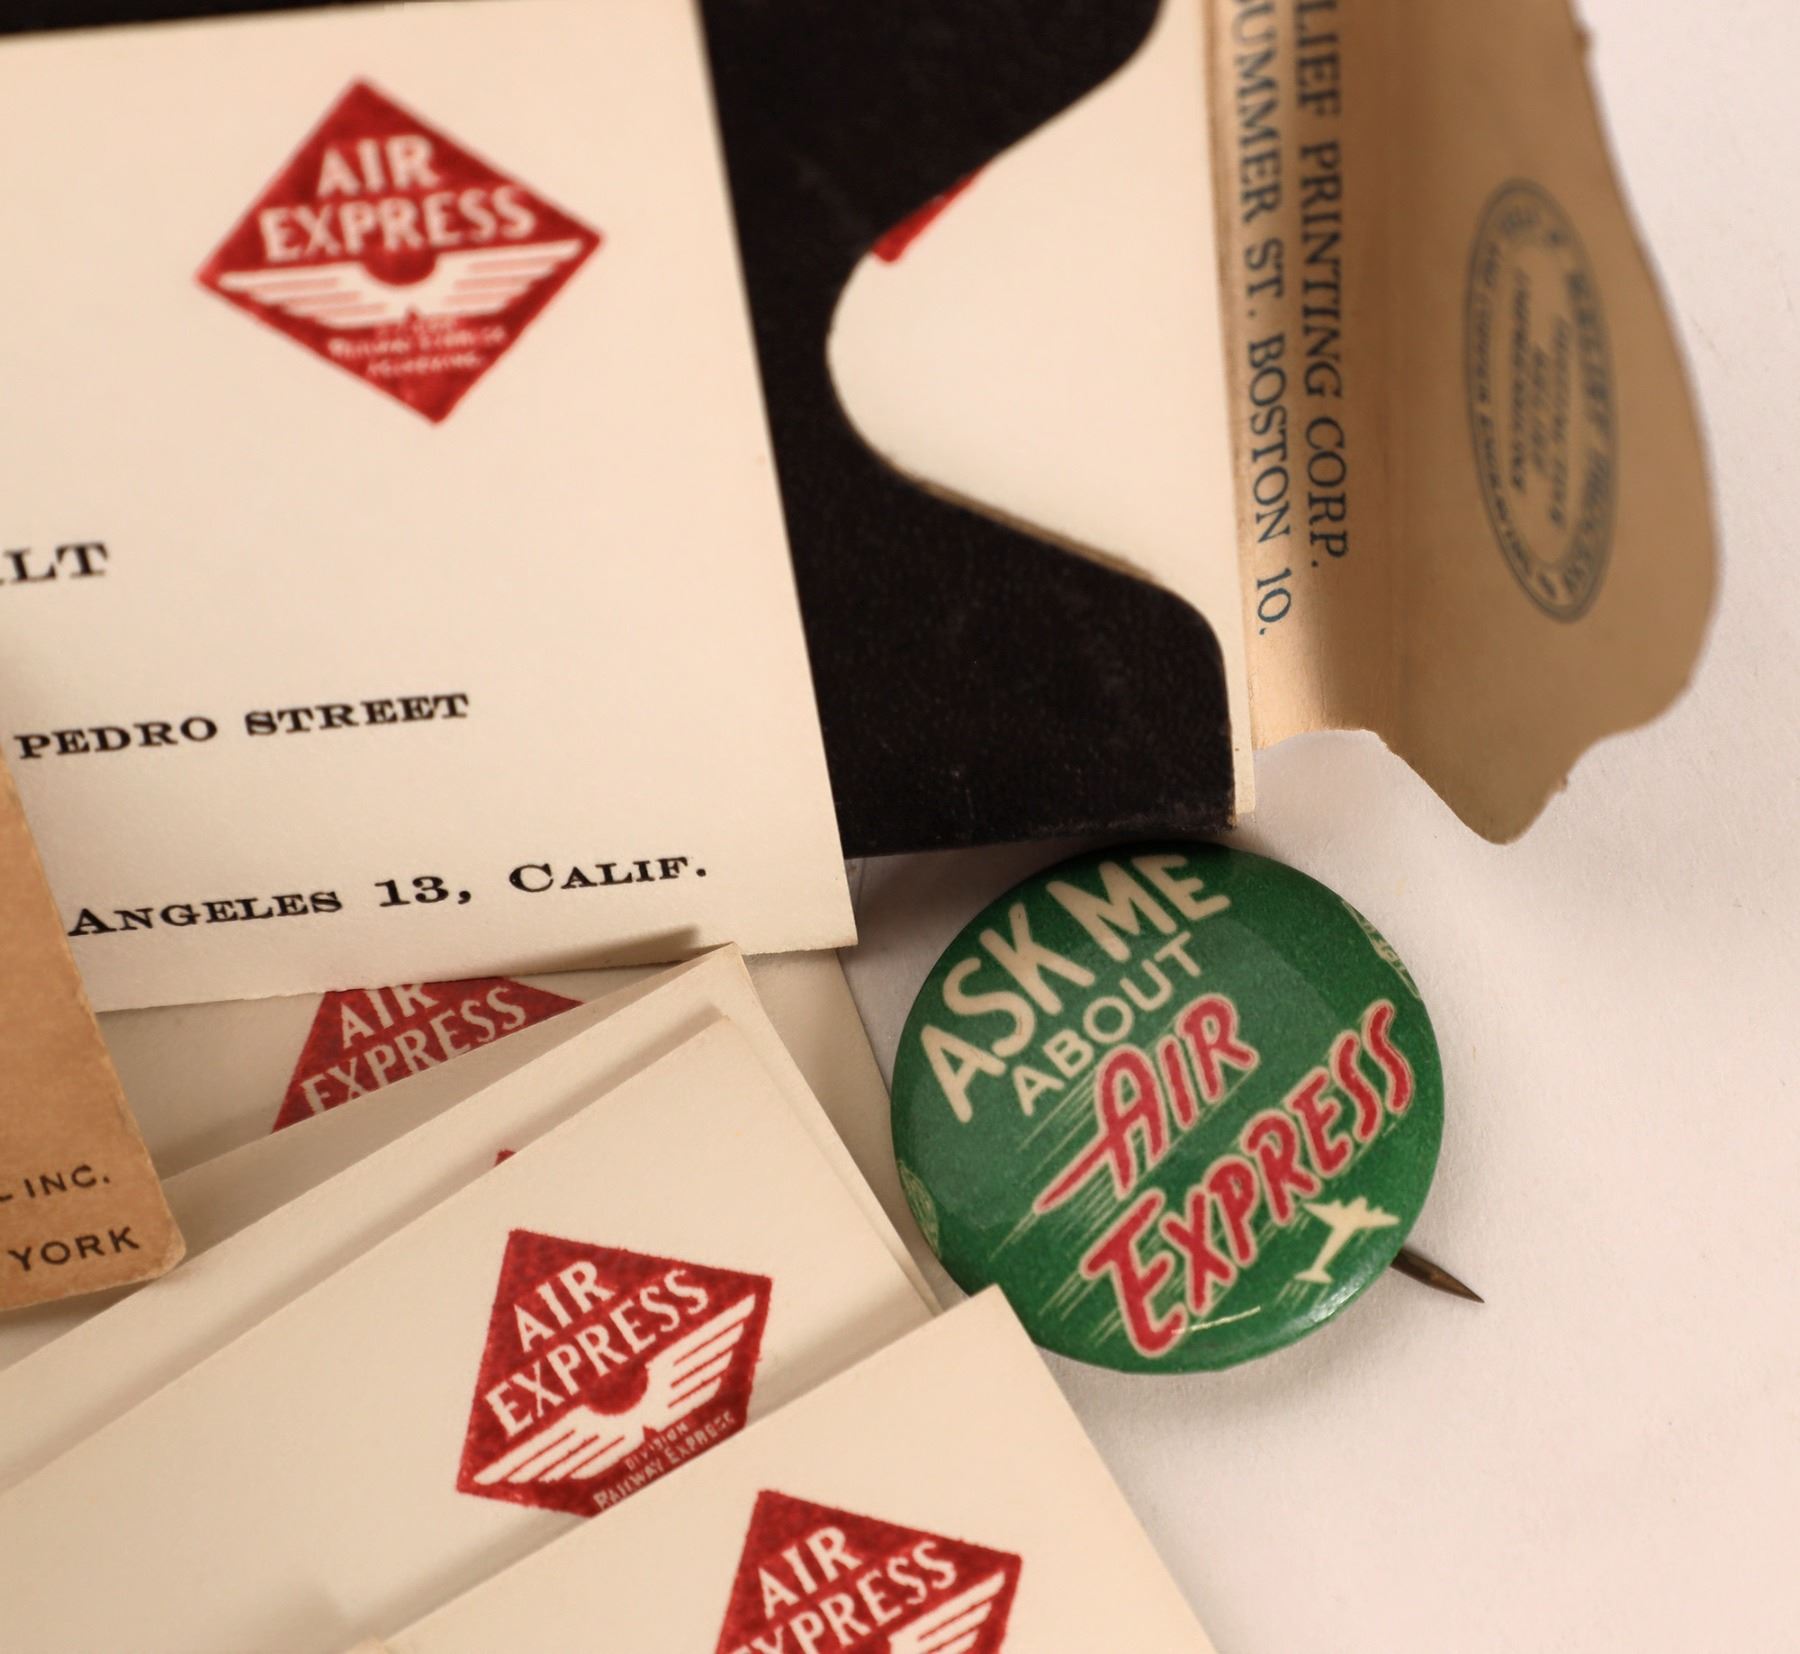 AIR
EXPRESS
LT
PEDRO STREET
ANGELES 13, CALIF.
LIEF PRINTING CORP.
UMMER ST. BOSTON 10.
INC.
YORK
AIR
EXPRESS
AIR
EXPRESS
DIVISION
RAILWAY EXPRESS
AIR
EXPRESS
ASK ME
ABOUT
AIR
EXPRESS